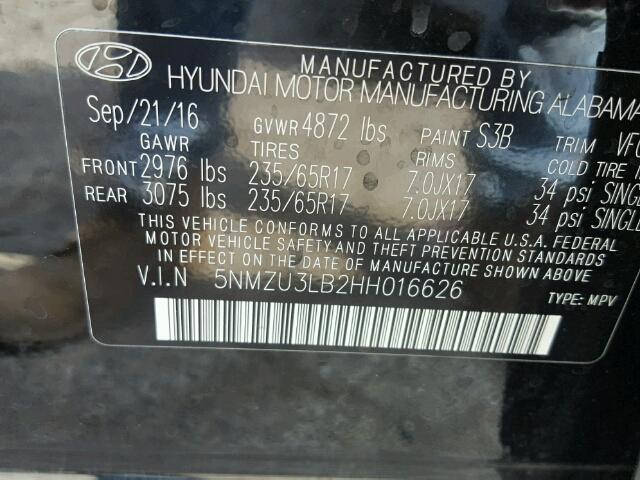 MANUFACTURED BY
HYUNDAI MOTOR MANUFACTURING ALABAMA
Sep/21/16 GVWR 4872 lbs PAINT S3B TRIM
GAWR TIRES RIMS COLD TIRE
FRONT 2976 lbs 235/65R17 7.0JX17 34 psi SINGLE
REAR 3075 lbs 235/65R17 7.0JX17 34 psi SINGLE
THIS VEHICLE CONFORMS TO ALL APPLICABLE U.S.A. FEDERAL
MOTOR VEHICLE SAFETY AND THEFT PREVENTION STANDARDS
IN EFFECT ON THE DATE OF MANUFACTURE SHOWN ABOVE.
V.I.N 5NMZU3LB2HH016626
TYPE: MPV